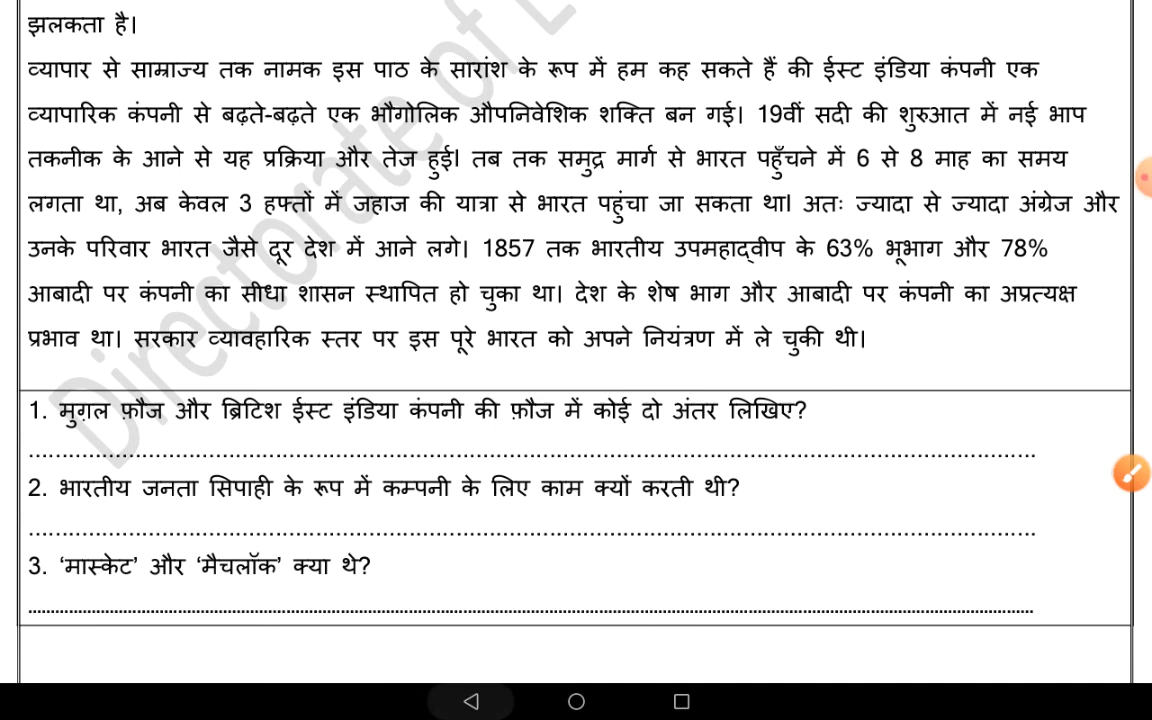 झलकता है।
व्यापार से साम्राज्य तक नामक इस पाठ के सारांश के रूप में हम कह सकते हैं की ईस्ट इंडिया कंपनी एक
व्यापारिक कंपनी से बढ़ते-बढ़ते एक भौगोलिक औपनिवेशिक शक्ति बन गई। 19वीं सदी की शुरुआत में नई भाप
तकनीक के आने से यह प्रक्रिया और तेज हुई। तब तक समुद्र मार्ग से भारत पहुँचने में 6 से 8 माह का समय
लगता था, अब केवल 3 हफ्तों में जहाज की यात्रा से भारत पहुंचा जा सकता था। अतः ज्यादा से ज्यादा अंग्रेज और
उनके परिवार भारत जैसे दूर देश में आने लगे। 1857 तक भारतीय उपमहाद्वीप के 63% भूभाग और 78%
आबादी पर कंपनी का सीधा शासन स्थापित हो चुका था। देश के शेष भाग और आबादी पर कंपनी का अप्रत्यक्ष
प्रभाव था। सरकार व्यावहारिक स्तर पर इस पूरे भारत को अपने नियंत्रण में ले चुकी थी।
1. मुग़ल फ़ौज और ब्रिटिश ईस्ट इंडिया कंपनी की फ़ौज में कोई दो अंतर लिखिए?
2. भारतीय जनता सिपाही के रूप में कम्पनी के लिए काम क्यों करती थी?
3. ‘मास्केट’ और ‘मैचलॉक’ क्या थे?
Directorate of